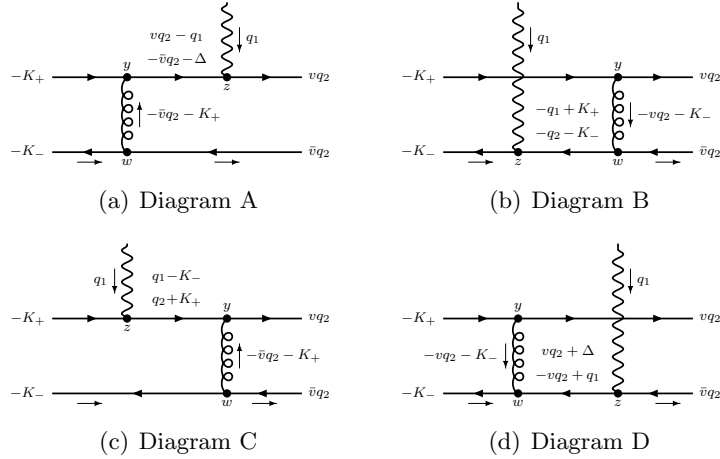 q₁
vq₂ − q₁
−v̄q₂ − Δ
−K₊
y
z
vq₂
−v̄q₂ − K₊
−K₋
w
v̄q₂
(a) Diagram A
q₁
−K₊
y
vq₂
−q₁ + K₊
−q₂ − K₋
−vq₂ − K₋
−K₋
z
w
v̄q₂
(b) Diagram B
q₁
q₁ − K₋
q₂ + K₊
−K₊
z
y
vq₂
−v̄q₂ − K₊
−K₋
w
v̄q₂
(c) Diagram C
q₁
−K₊
y
vq₂
−vq₂ − K₋
vq₂ + Δ
−vq₂ + q₁
−K₋
w
z
v̄q₂
(d) Diagram D